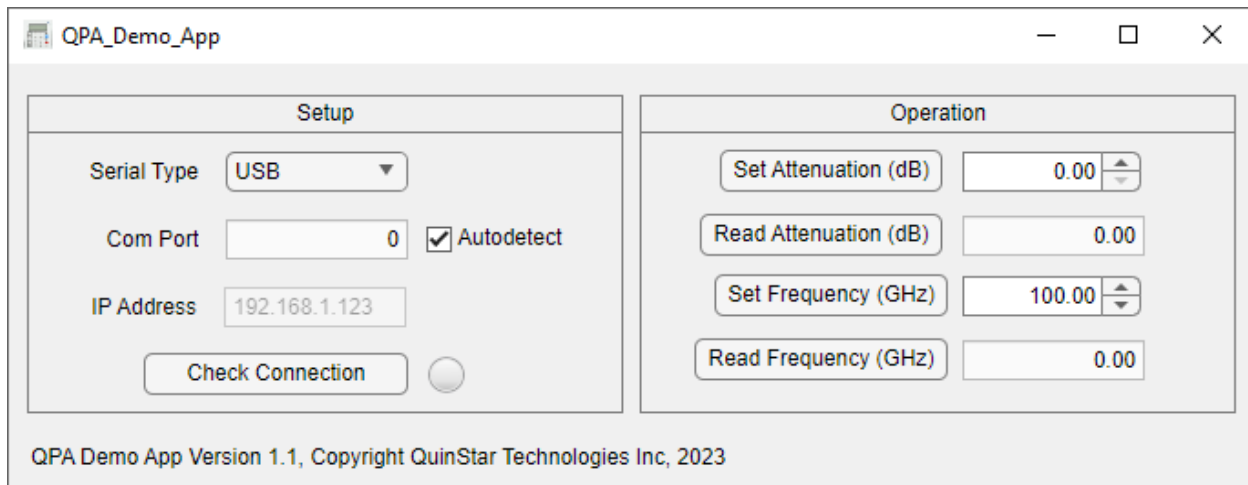 QPA_Demo_App
Setup
Serial Type USB
Com Port 0 Autodetect
IP Address 192.168.1.123
Check Connection
Operation
Set Attenuation (dB) 0.00
Read Attenuation (dB) 0.00
Set Frequency (GHz) 100.00
Read Frequency (GHz) 0.00
QPA Demo App Version 1.1, Copyright QuinStar Technologies Inc, 2023